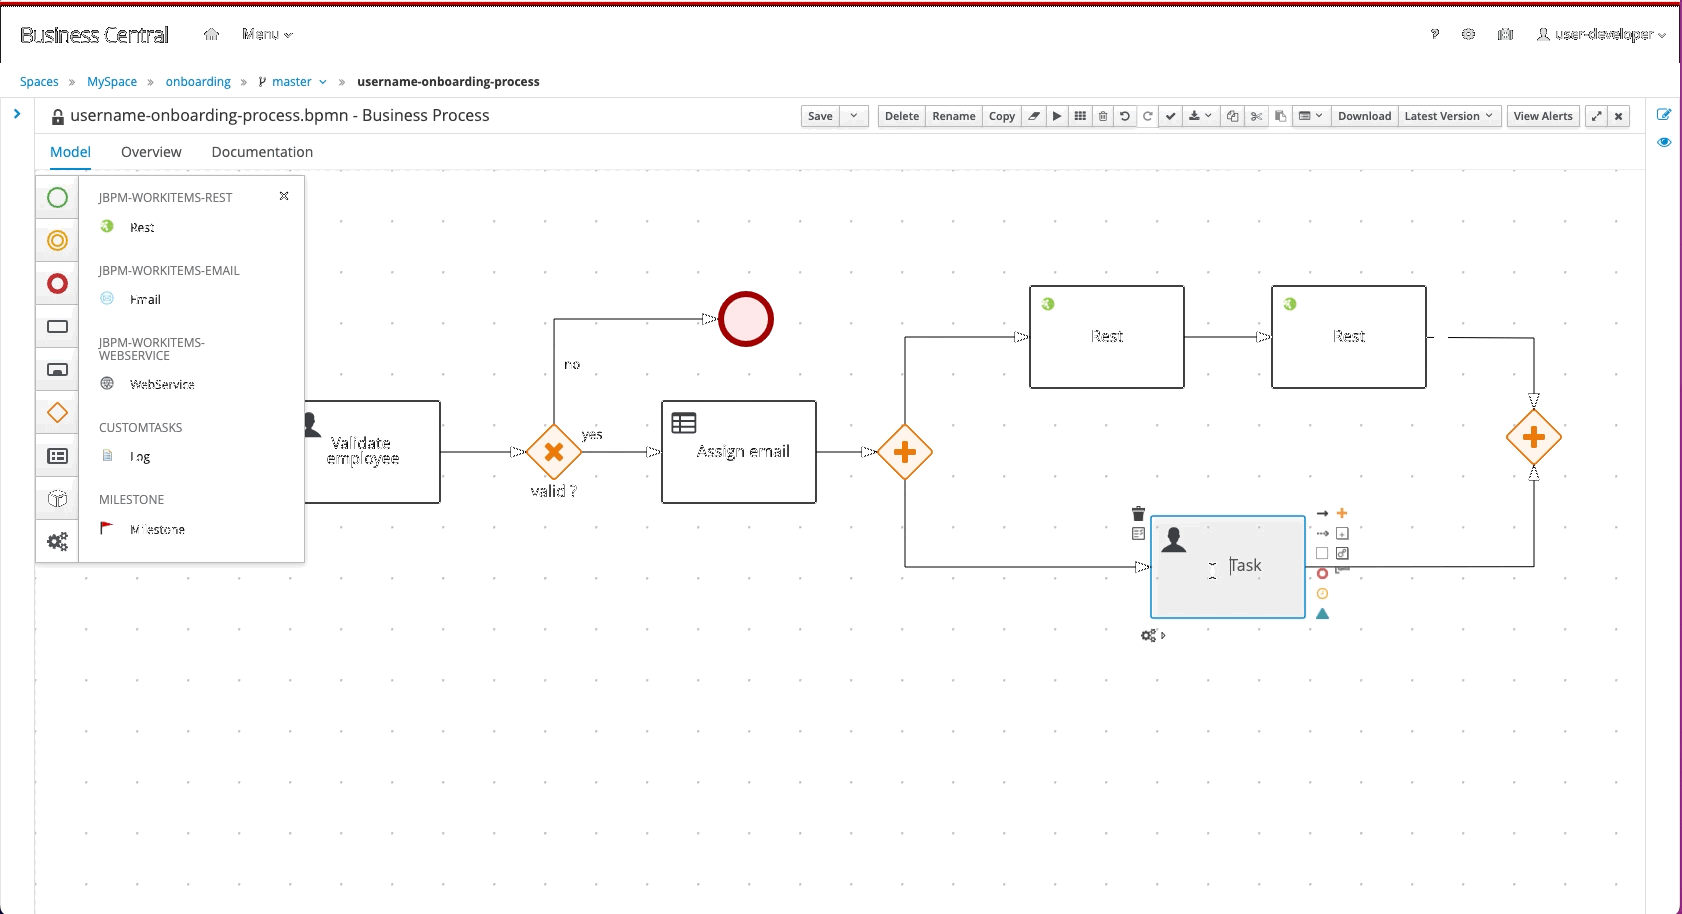 Business Central Menu ? user-developer
Spaces » MySpace » onboarding » master » username-onboarding-process
username-onboarding-process.bpmn - Business Process
Save Delete Rename Copy Download Latest Version View Alerts
Model Overview Documentation
JBPM-WORKITEMS-REST
Rest
JBPM-WORKITEMS-EMAIL
Email
JBPM-WORKITEMS-
WEBSERVICE
WebService
CUSTOMTASKS
Log
MILESTONE
Milestone
Validate
employee
no
yes
valid ?
Assign email
Rest
Rest
Task